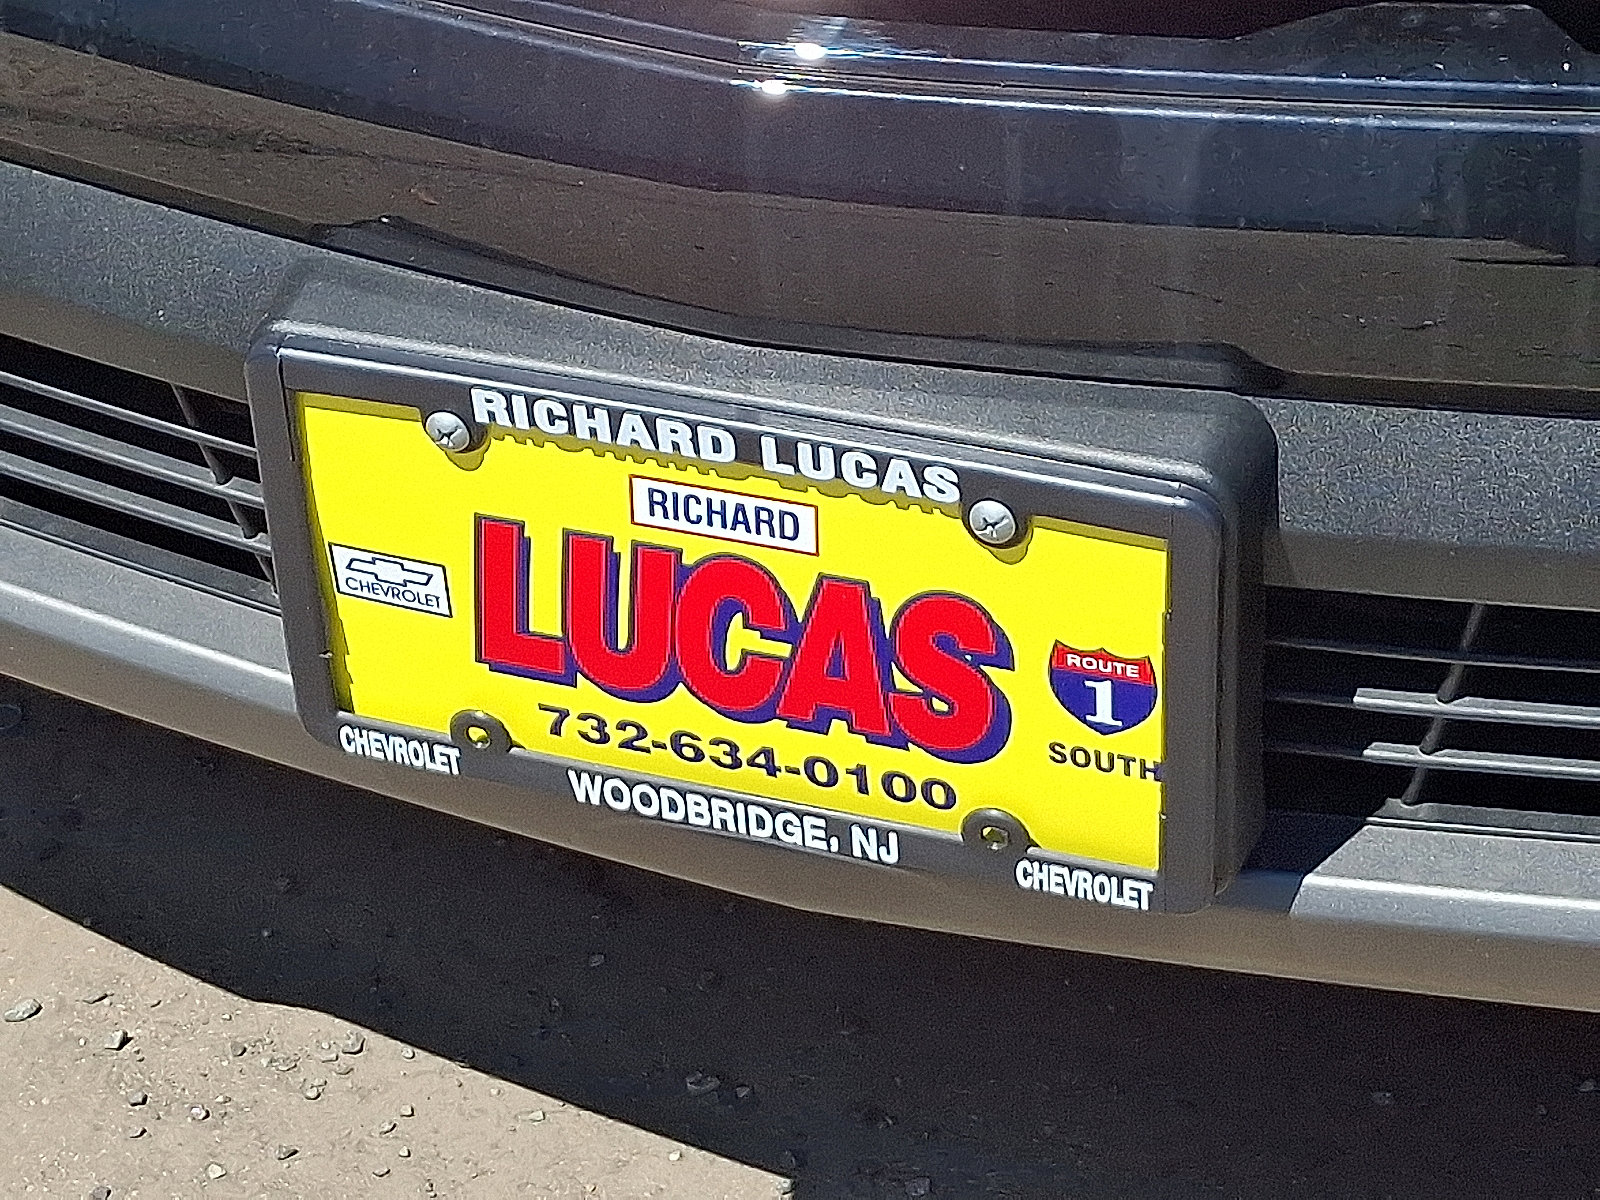 RICHARD LUCAS
RICHARD
LUCAS
CHEVROLET
ROUTE
1
SOUTH
732-634-0100
CHEVROLET
WOODBRIDGE, NJ
CHEVROLET